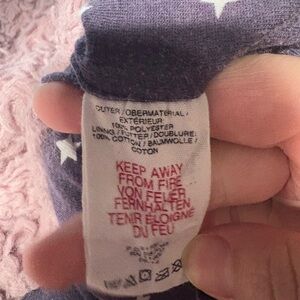 OUTER / OBERMATERIAL /
EXTÉRIEUR:
100% POLYESTER
LINING / FUTTER / DOUBLURE:
100% COTTON / BAUMWOLLE /
COTON
KEEP AWAY
FROM FIRE
VON FEUER
FERNHALTEN
TENIR ÉLOIGNÉ
DU FEU